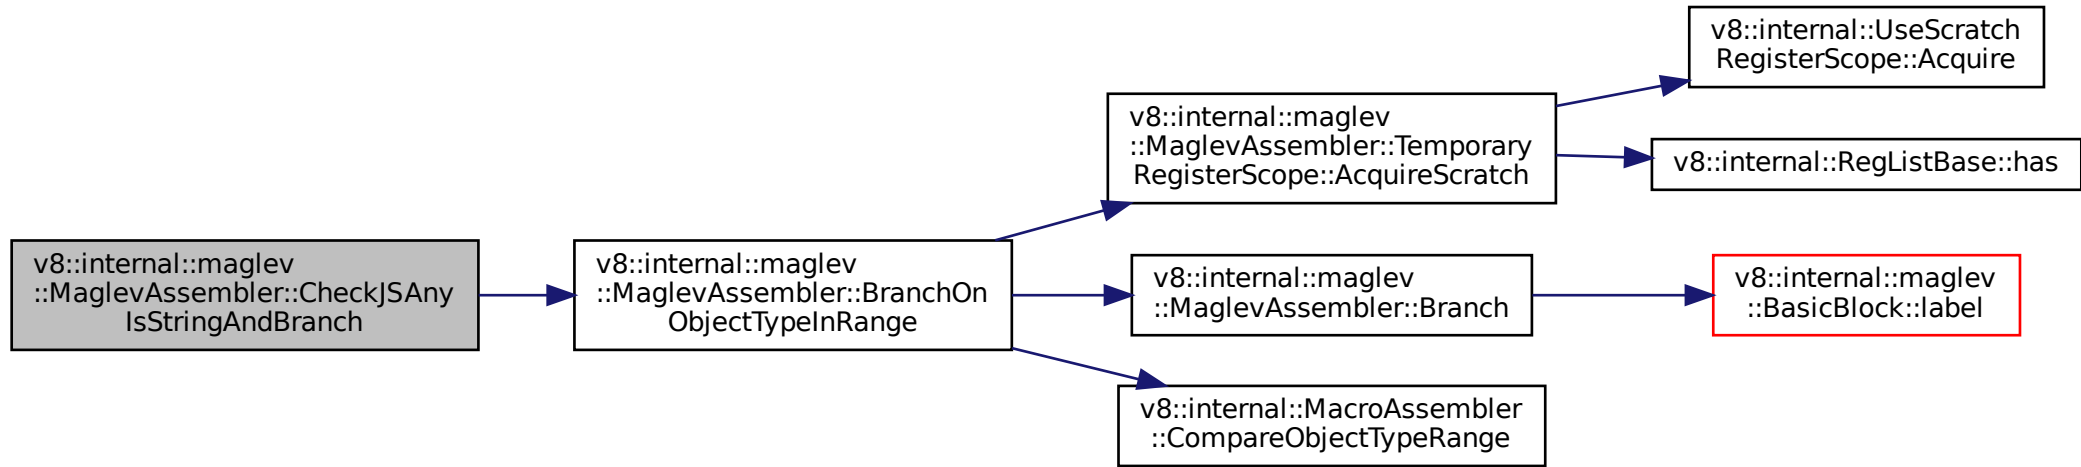 v8::internal::maglev
::MaglevAssembler::CheckJSAny
IsStringAndBranch
v8::internal::maglev
::MaglevAssembler::BranchOn
ObjectTypeInRange
v8::internal::maglev
::MaglevAssembler::Temporary
RegisterScope::AcquireScratch
v8::internal::UseScratch
RegisterScope::Acquire
v8::internal::RegListBase::has
v8::internal::maglev
::MaglevAssembler::Branch
v8::internal::maglev
::BasicBlock::label
v8::internal::MacroAssembler
::CompareObjectTypeRange